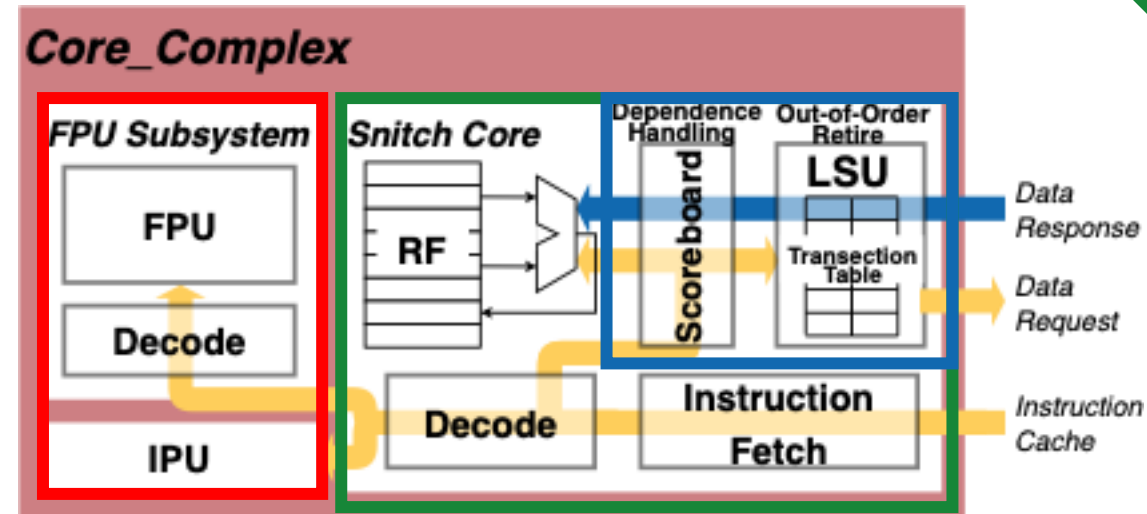 Core_Complex
FPU Subsystem
FPU
Decode
IPU
Snitch Core
RF
Dependence
Handling
Scoreboard
Out-of-Order
Retire
LSU
Transection
Table
Decode
Instruction
Fetch
Data
Response
Data
Request
Instruction
Cache